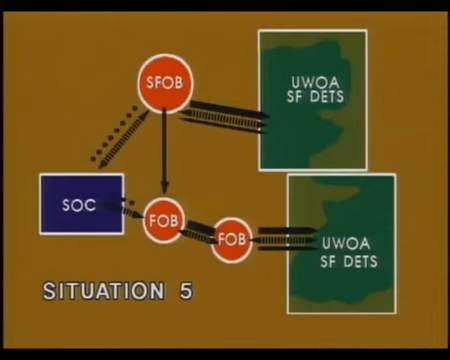 SFOB
UWOA
SF DETS
SOC
FOB
FOB
UWOA
SF DETS
SITUATION 5